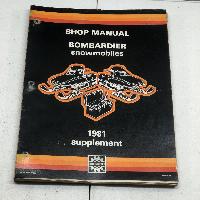 SHOP MANUAL
BOMBARDIER
snowmobiles
1981
supplement